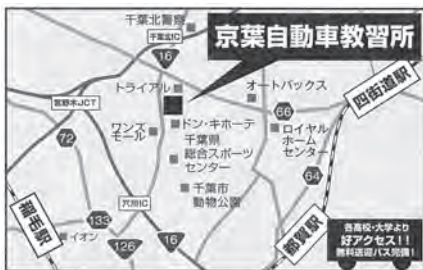 千葉北警察
京葉自動車教習所
千葉北IC
16
トライアル
オートバックス
四街道駅
宮野木JCT
66
ドン・キホーテ
72
ワンズ
モール
千葉県
総合スポーツ
センター
ロイヤル
ホーム
センター
64
千葉市
動物公園
穴川IC
稲毛駅
133
イオン
126
16
都賀駅
各高校・大学より
好アクセス!!
無料送迎バス完備!